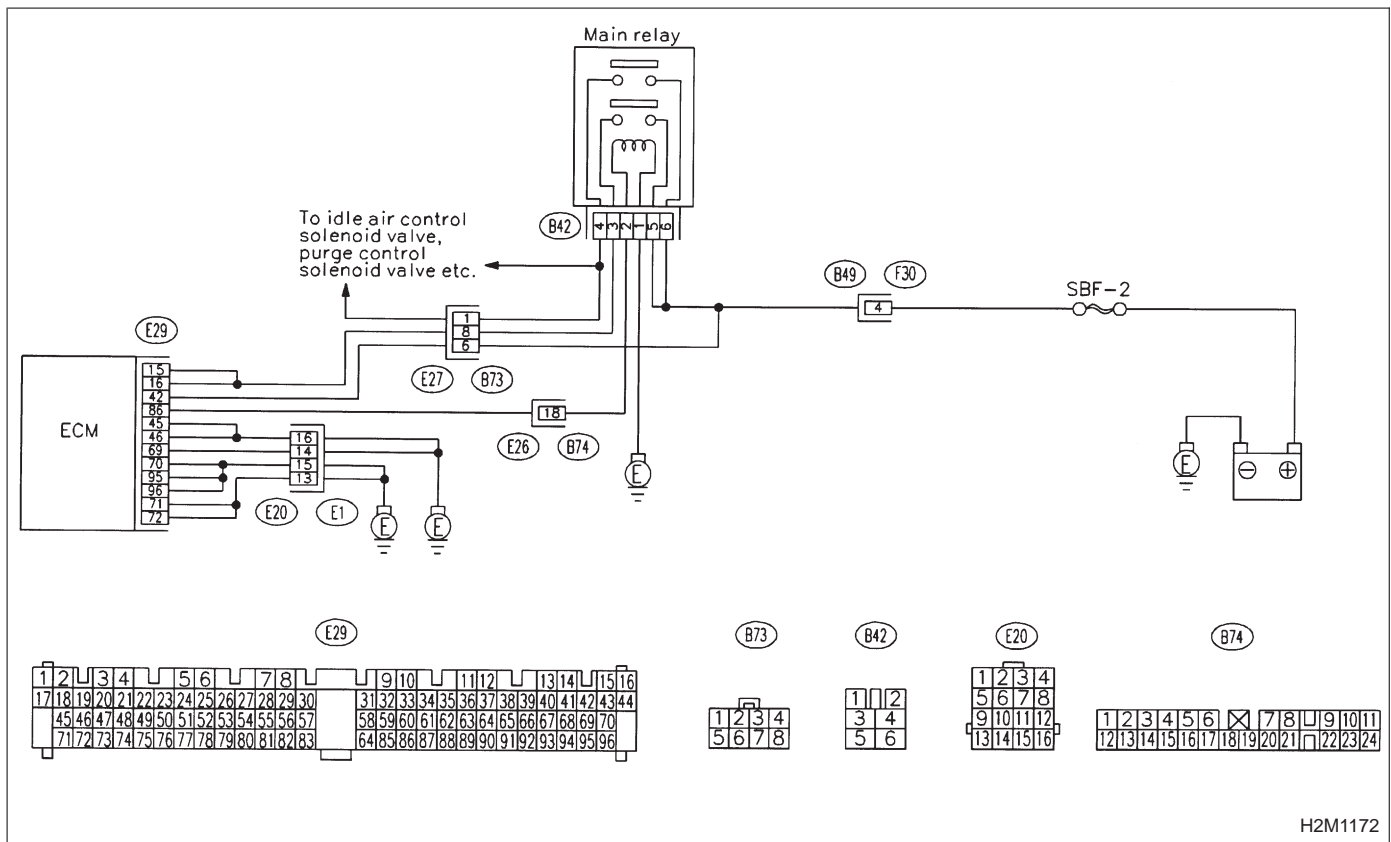 Main relay
B42
4 3 2 1 5 6
To idle air control
solenoid valve,
purge control
solenoid valve etc.
B49 F30
4
SBF-2
E29
1
8
6
E27 B73
ECM
15
16
42
86
45
46
69
70
95
96
71
72
18
E26 B74
16
14
15
13
E20 E1
E
E
E
E
E29
1 2 3 4 5 6 7 8 9 10 11 12 13 14 15 16
17 18 19 20 21 22 23 24 25 26 27 28 29 30 31 32 33 34 35 36 37 38 39 40 41 42 43 44
45 46 47 48 49 50 51 52 53 54 55 56 57 58 59 60 61 62 63 64 65 66 67 68 69 70
71 72 73 74 75 76 77 78 79 80 81 82 83 64 85 86 87 88 89 90 91 92 93 94 95 96
B73
1 2 3 4
5 6 7 8
B42
1 2
3 4
5 6
E20
1 2 3 4
5 6 7 8
9 10 11 12
13 14 15 16
B74
1 2 3 4 5 6 7 8 9 10 11
12 13 14 15 16 17 18 19 20 21 22 23 24
H2M1172